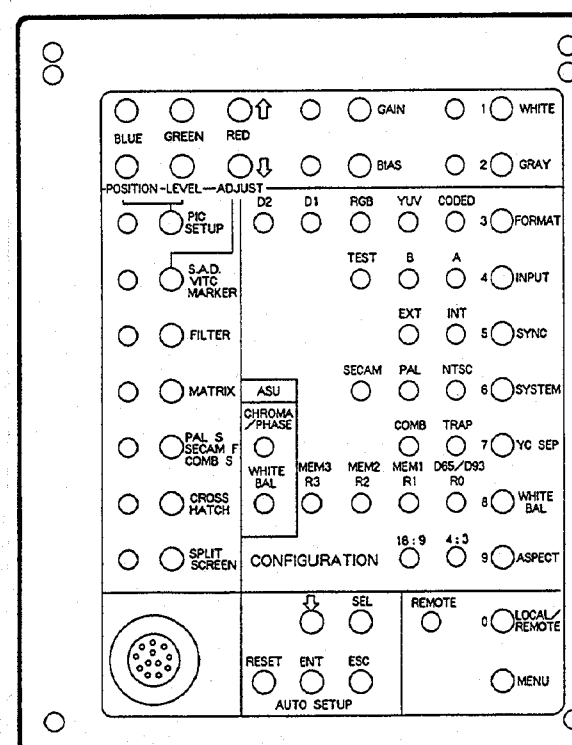 GAIN 1 WHITE
BLUE GREEN RED
BIAS 2 GRAY
POSITION LEVEL ADJUST
D2 D1 RGB YUV CODED
PIC
SETUP
3 FORMAT
TEST B A
S.A.D.
VITC
MARKER
4 INPUT
EXT INT
FILTER
5 SYNC
SECAM PAL NTSC
MATRIX
ASU
6 SYSTEM
CHROMA
/PHASE
COMB TRAP
PAL S
SECAM F
COMB S
7 YC SEP
WHITE
BAL
MEM3
R3
MEM2
R2
MEM1
R1
D65/D93
R0
CROSS
HATCH
8 WHITE
BAL
16:9 4:3
SPLIT
SCREEN
CONFIGURATION
9 ASPECT
SEL
REMOTE
0 LOCAL/
REMOTE
RESET ENT ESC
MENU
AUTO SETUP